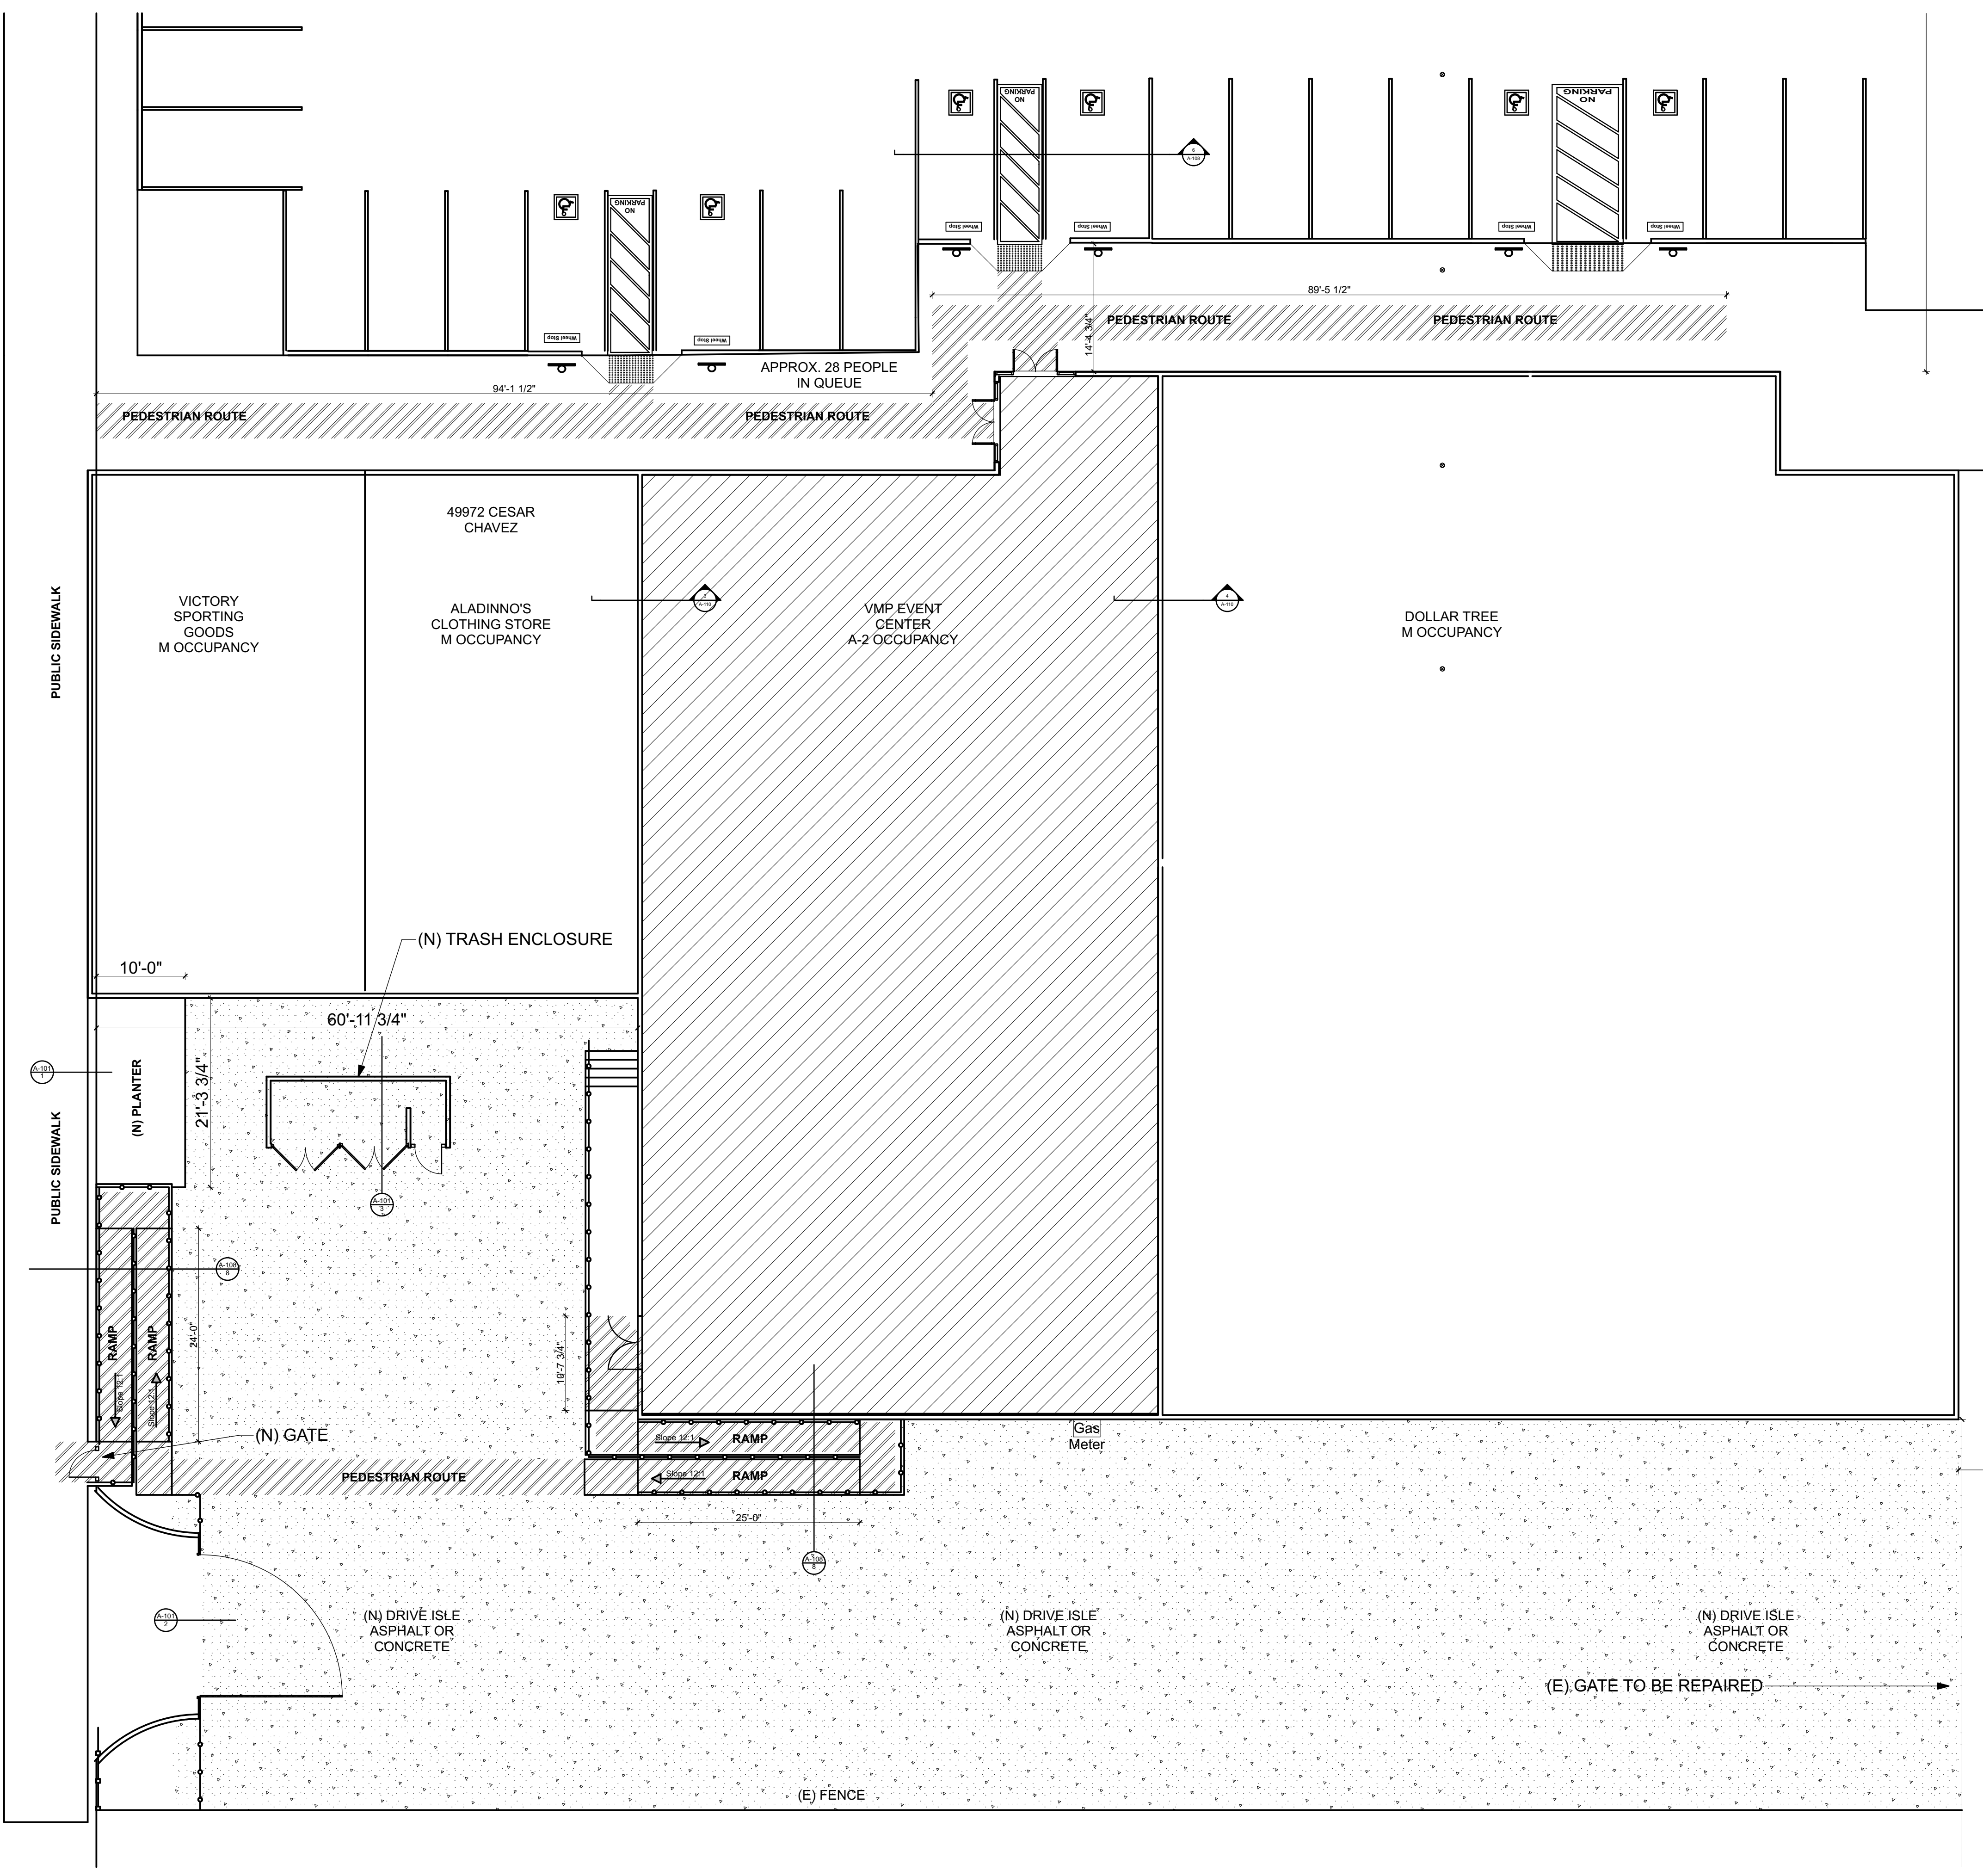 NO
PARKING
NO
PARKING
6
A-108
NO
PARKING
Wheel Stop
Wheel Stop
Wheel Stop
Wheel Stop
89'-5 1/2"
PEDESTRIAN ROUTE
PEDESTRIAN ROUTE
14'-4 3/4"
Wheel Stop
Wheel Stop
APPROX. 28 PEOPLE
IN QUEUE
94'-1 1/2"
PEDESTRIAN ROUTE
PEDESTRIAN ROUTE
49972 CESAR
CHAVEZ
PUBLIC SIDEWALK
VICTORY
SPORTING
GOODS
M OCCUPANCY
ALADINNO'S
CLOTHING STORE
M OCCUPANCY
A-110
VMP EVENT
CENTER
A-2 OCCUPANCY
4
A-110
DOLLAR TREE
M OCCUPANCY
(N) TRASH ENCLOSURE
10'-0"
60'-11 3/4"
A-101
1
(N) PLANTER
21'-3 3/4"
PUBLIC SIDEWALK
A-101
3
A-108
8
RAMP
RAMP
24'-0"
Slope 12:1
Slope 12:1
10'-7 3/4"
(N) GATE
Slope 12:1
RAMP
Gas
Meter
PEDESTRIAN ROUTE
Slope 12:1
RAMP
25'-0"
A-108
8
A-101
2
(N) DRIVE ISLE
ASPHALT OR
CONCRETE
(N) DRIVE ISLE
ASPHALT OR
CONCRETE
(N) DRIVE ISLE
ASPHALT OR
CONCRETE
(E) GATE TO BE REPAIRED
(E) FENCE